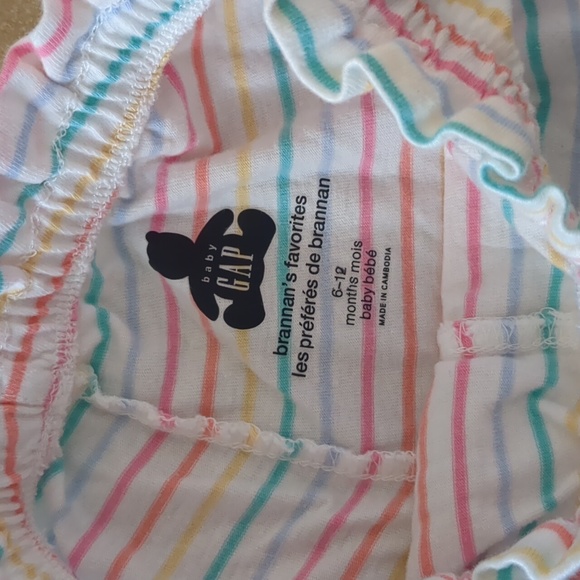 baby
GAP
brannan's favorites
les préférés de brannan
6-12
months mois
baby bébé
MADE IN CAMBODIA